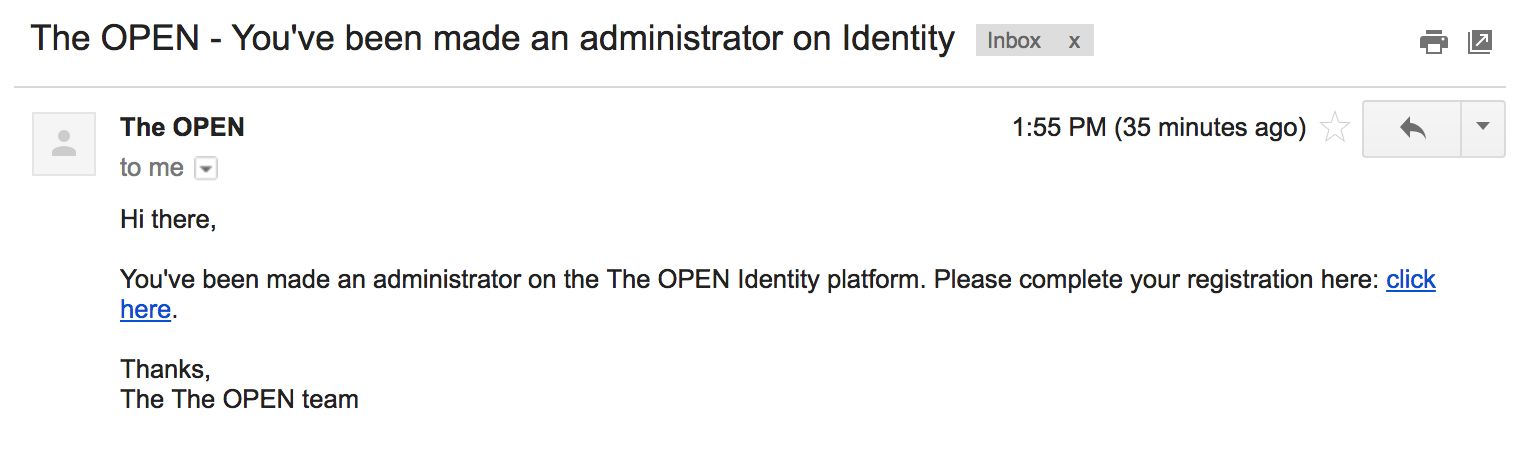 The OPEN - You've been made an administrator on Identity Inbox x
The OPEN 1:55 PM (35 minutes ago)
to me
Hi there,
You've been made an administrator on the The OPEN Identity platform. Please complete your registration here: click
here.
Thanks,
The The OPEN team